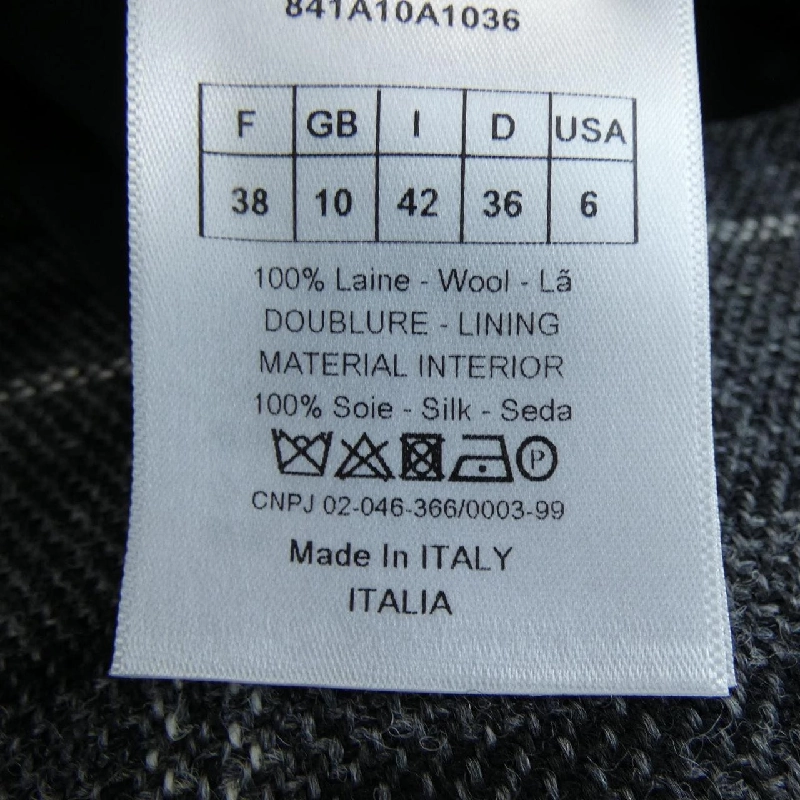 841A10A1036
F GB I D USA
38 10 42 36 6
100% Laine - Wool - Lã
DOUBLURE - LINING
MATERIAL INTERIOR
100% Soie - Silk - Seda
P
CNPJ 02-046-366/0003-99
Made In ITALY
ITALIA